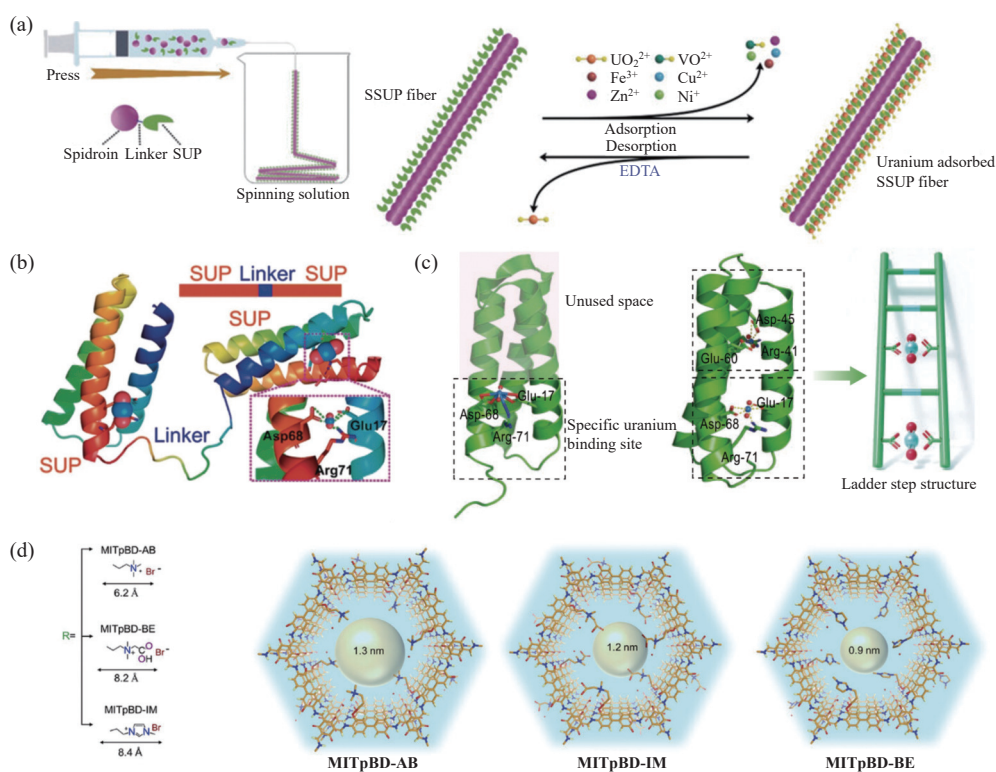 (a)
Press
Spidroin Linker SUP
Spinning solution
SSUP fiber
UO₂²⁺ VO²⁺
Fe³⁺ Cu²⁺
Zn²⁺ Ni⁺
Adsorption
Desorption
EDTA
Uranium adsorbed
SSUP fiber
(b)
SUP Linker SUP
SUP
Linker
SUP
Asp68
Glu17
Arg71
(c)
Unused space
Glu-17
Asp-68
Arg-71
Specific uranium
binding site
Asp-45
Glu-60
Arg-41
Glu-17
Asp-68
Arg-71
Ladder step structure
(d)
R=
MITpBD-AB
N + Br⁻
6.2 Å
MITpBD-BE
N + O OH Br⁻
8.2 Å
MITpBD-IM
N + N Br
8.4 Å
1.3 nm
MITpBD-AB
1.2 nm
MITpBD-IM
0.9 nm
MITpBD-BE